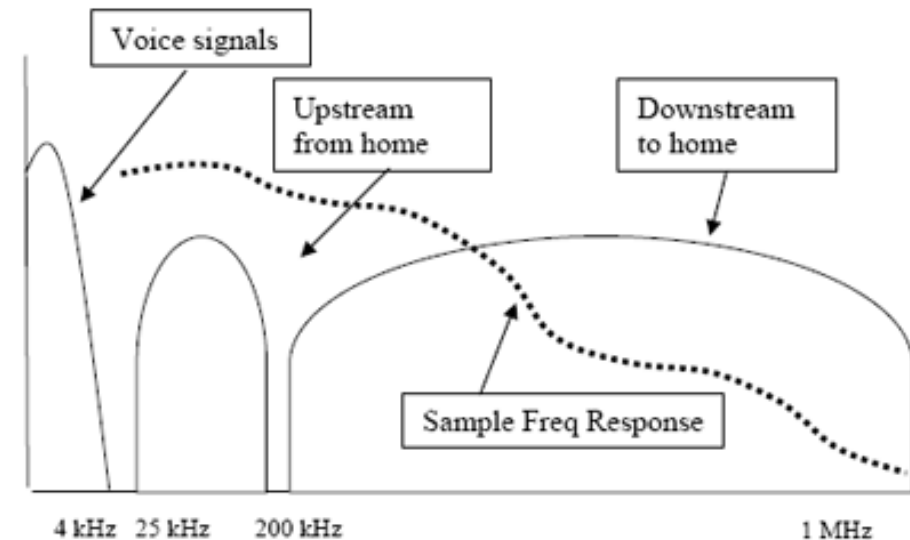 Voice signals
Upstream
from home
Downstream
to home
Sample Freq Response
4 kHz 25 kHz 200 kHz 1 MHz